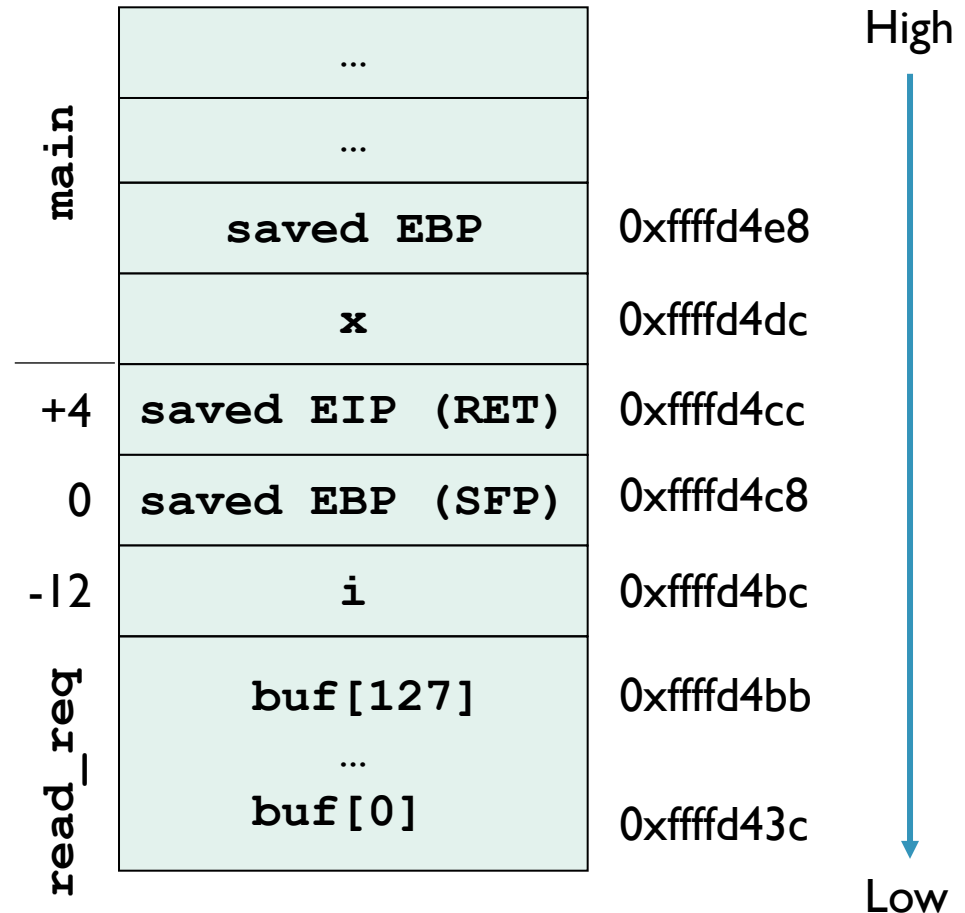 High
main
…
…
saved EBP 0xffffd4e8
x 0xffffd4dc
+4 saved EIP (RET) 0xffffd4cc
0 saved EBP (SFP) 0xffffd4c8
-12 i 0xffffd4bc
read_req
buf[127] 0xffffd4bb
…
buf[0] 0xffffd43c
Low